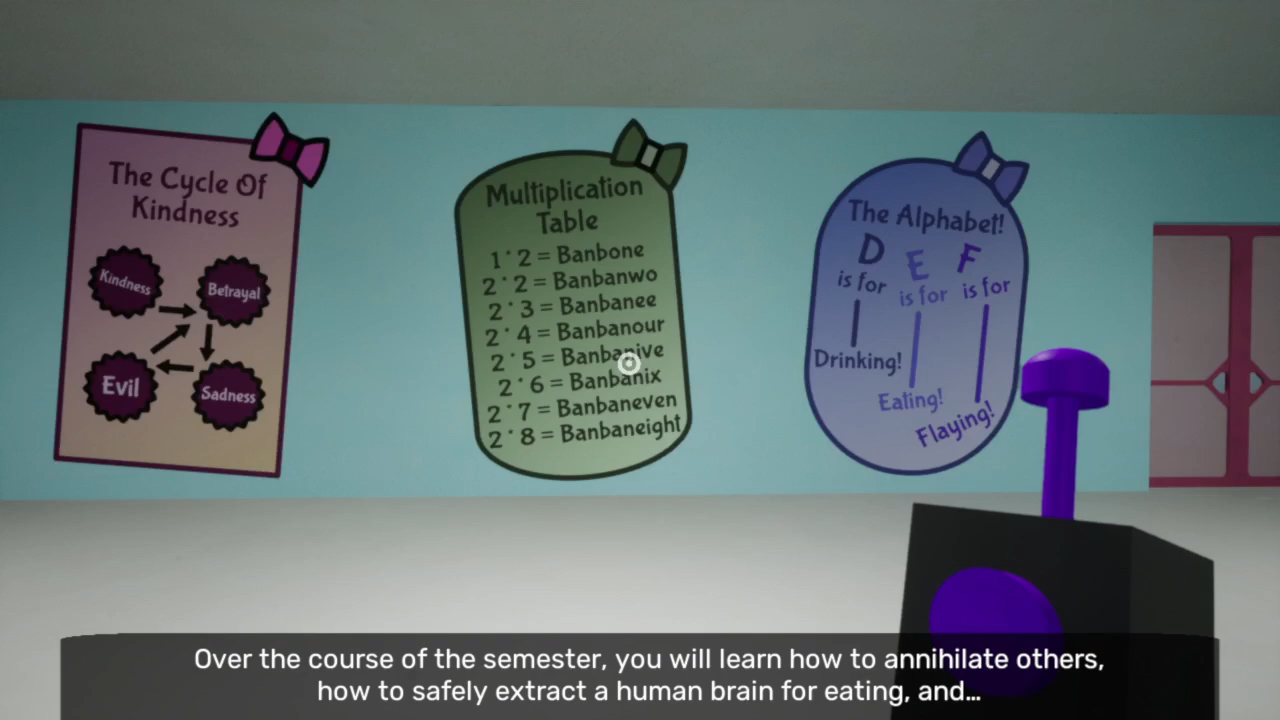 The Cycle Of
Kindness
Kindness
Betrayal
Evil
Sadness
Multiplication
Table
1·2 = Banbone
2·2 = Banbanwo
2·3 = Banbanee
2·4 = Banbanour
2·5 = Banbanive
2·6 = Banbanix
2·7 = Banbaneven
2·8 = Banbaneight
The Alphabet!
D E F
is for is for is for
Drinking!
Eating!
Flaying!
Over the course of the semester, you will learn how to annihilate others,
how to safely extract a human brain for eating, and…